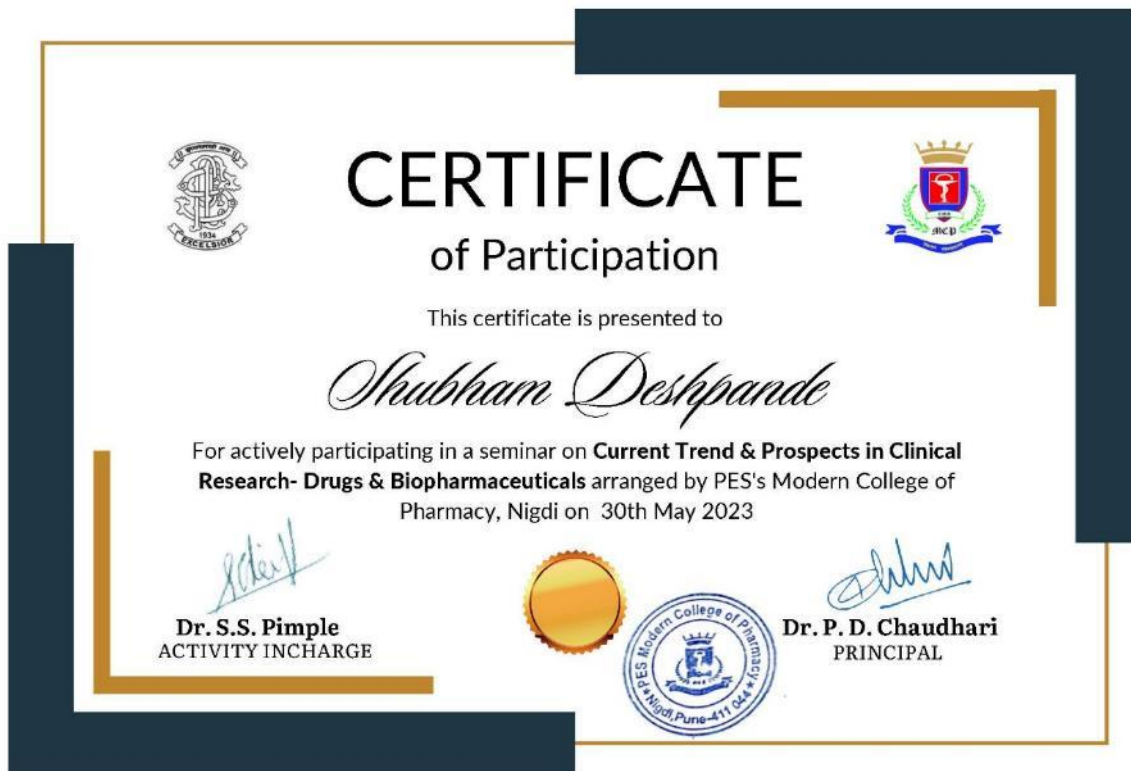 1934
EXCELSIOR
MCP
CERTIFICATE
of Participation
This certificate is presented to
Shubham Deshpande
For actively participating in a seminar on Current Trend & Prospects in Clinical
Research- Drugs & Biopharmaceuticals arranged by PES's Modern College of
Pharmacy, Nigdi on 30th May 2023
Dr. S.S. Pimple
ACTIVITY INCHARGE
PES Modern College of Pharmacy
Nigdi, Pune-411 044
Dr. P. D. Chaudhari
PRINCIPAL